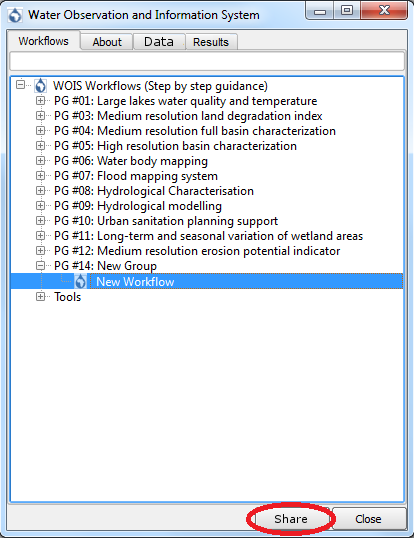 Water Observation and Information System
Workflows About Data Results
WOIS Workflows (Step by step guidance)
PG #01: Large lakes water quality and temperature
PG #03: Medium resolution land degradation index
PG #04: Medium resolution full basin characterization
PG #05: High resolution basin characterization
PG #06: Water body mapping
PG #07: Flood mapping system
PG #08: Hydrological Characterisation
PG #09: Hydrological modelling
PG #10: Urban sanitation planning support
PG #11: Long-term and seasonal variation of wetland areas
PG #12: Medium resolution erosion potential indicator
PG #14: New Group
New Workflow
Tools
Share Close